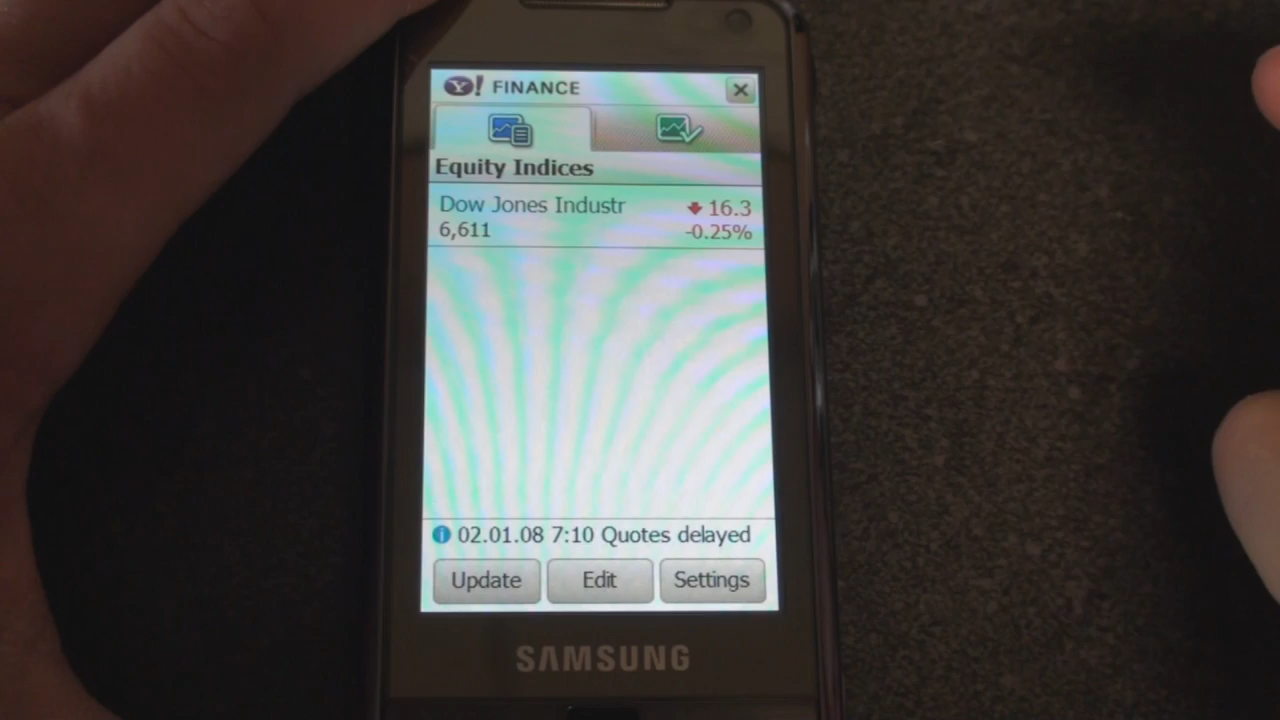 Y! FINANCE
Equity Indices
Dow Jones Industr 16.3
6,611 -0.25%
02.01.08 7:10 Quotes delayed
Update Edit Settings
SAMSUNG